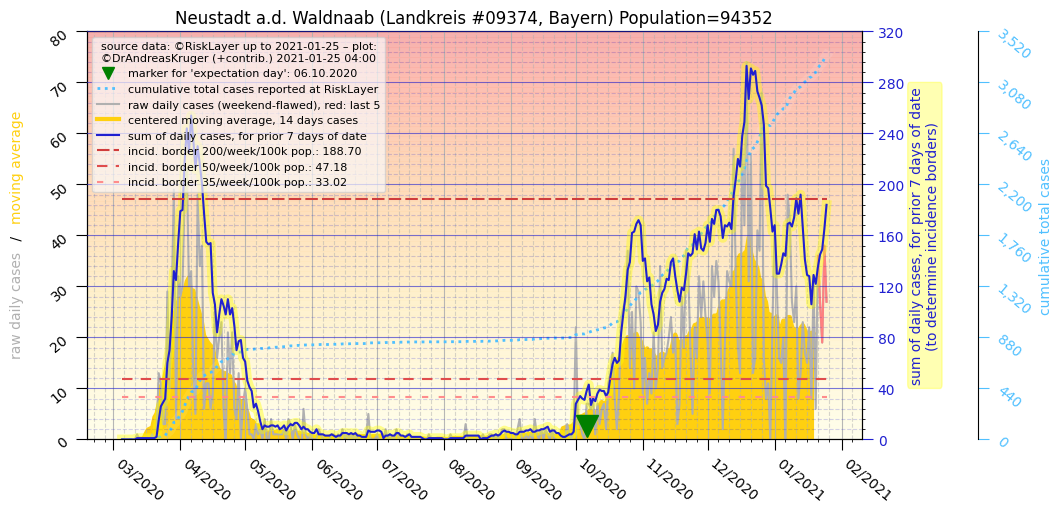 Neustadt a.d. Waldnaab (Landkreis #09374, Bayern) Population=94352
source data: ©RiskLayer up to 2021-01-25 – plot:
©DrAndreasKruger (+contrib.) 2021-01-25 04:00
marker for 'expectation day': 06.10.2020
cumulative total cases reported at RiskLayer
raw daily cases (weekend-flawed), red: last 5
centered moving average, 14 days cases
sum of daily cases, for prior 7 days of date
incid. border 200/week/100k pop.: 188.70
incid. border 50/week/100k pop.: 47.18
incid. border 35/week/100k pop.: 33.02
raw daily cases / moving average
80
70
60
50
40
30
20
10
0
03/2020
04/2020
05/2020
06/2020
07/2020
08/2020
09/2020
10/2020
11/2020
12/2020
01/2021
02/2021
320
280
240
200
160
120
80
40
0
sum of daily cases, for prior 7 days of date
(to determine incidence borders)
3,520
3,080
2,640
2,200
1,760
1,320
880
440
0
cumulative total cases